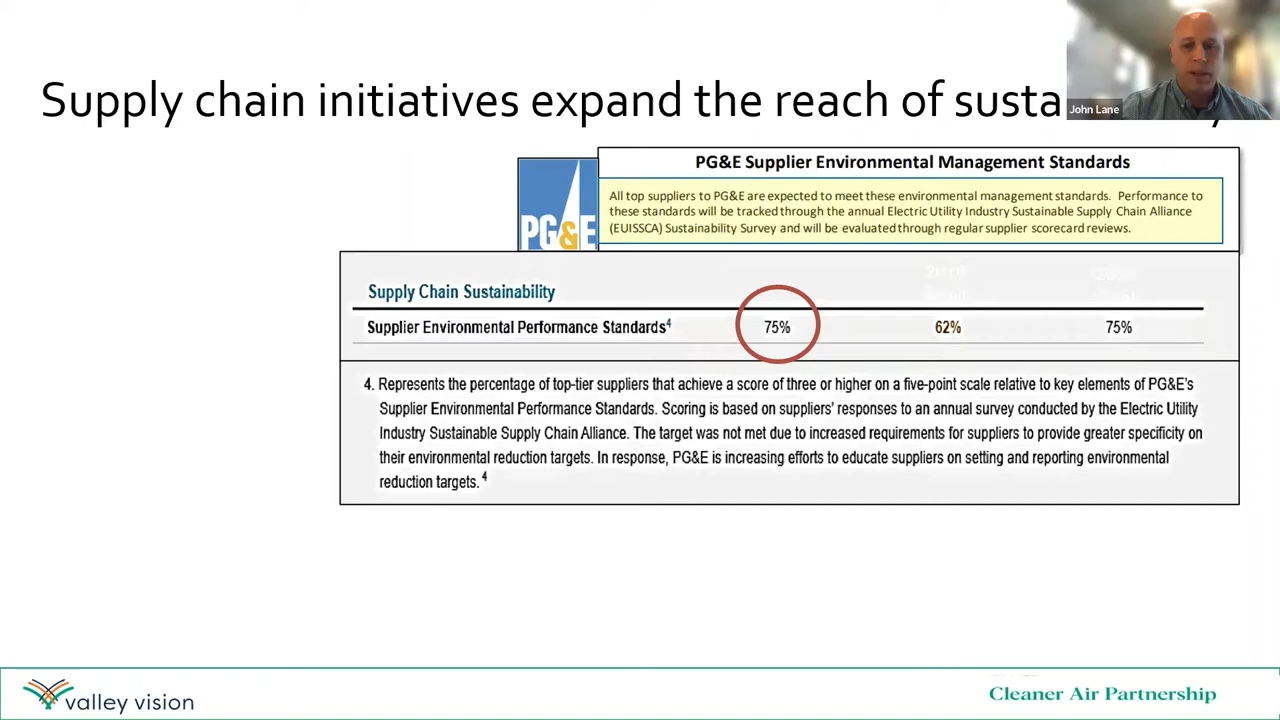 Supply chain initiatives expand the reach of
John Lane
PG&E Supplier Environmental Management Standards
All top suppliers to PG&E are expected to meet these environmental management standards. Performance to
these standards will be tracked through the annual Electric Utility Industry Sustainable Supply Chain Alliance
(EUISSCA) Sustainability Survey and will be evaluated through regular supplier scorecard reviews.
PG&E
Supply Chain Sustainability
Supplier Environmental Performance Standards4 75% 62% 75%
4. Represents the percentage of top-tier suppliers that achieve a score of three or higher on a five-point scale relative to key elements of PG&E's
Supplier Environmental Performance Standards. Scoring is based on suppliers' responses to an annual survey conducted by the Electric Utility
Industry Sustainable Supply Chain Alliance. The target was not met due to increased requirements for suppliers to provide greater specificity on
their environmental reduction targets. In response, PG&E is increasing efforts to educate suppliers on setting and reporting environmental
reduction targets. 4
valley vision
Cleaner Air Partnership